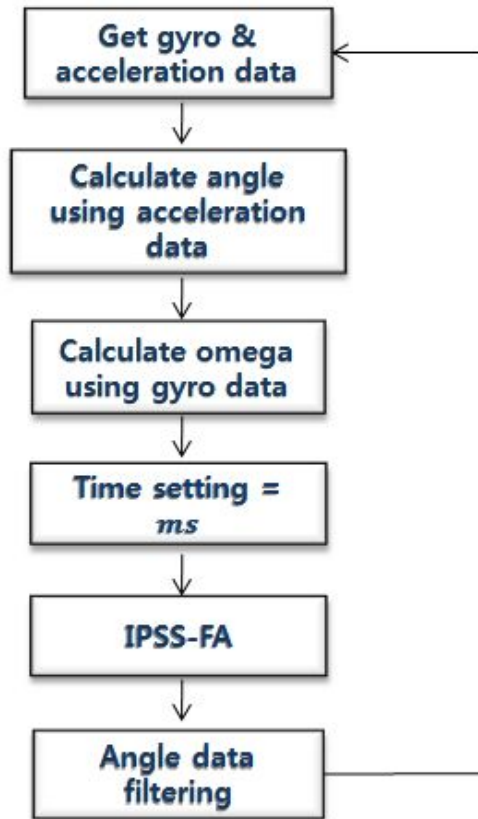 Get gyro &
acceleration data
Calculate angle
using acceleration
data
Calculate omega
using gyro data
Time setting =
ms
IPSS-FA
Angle data
filtering